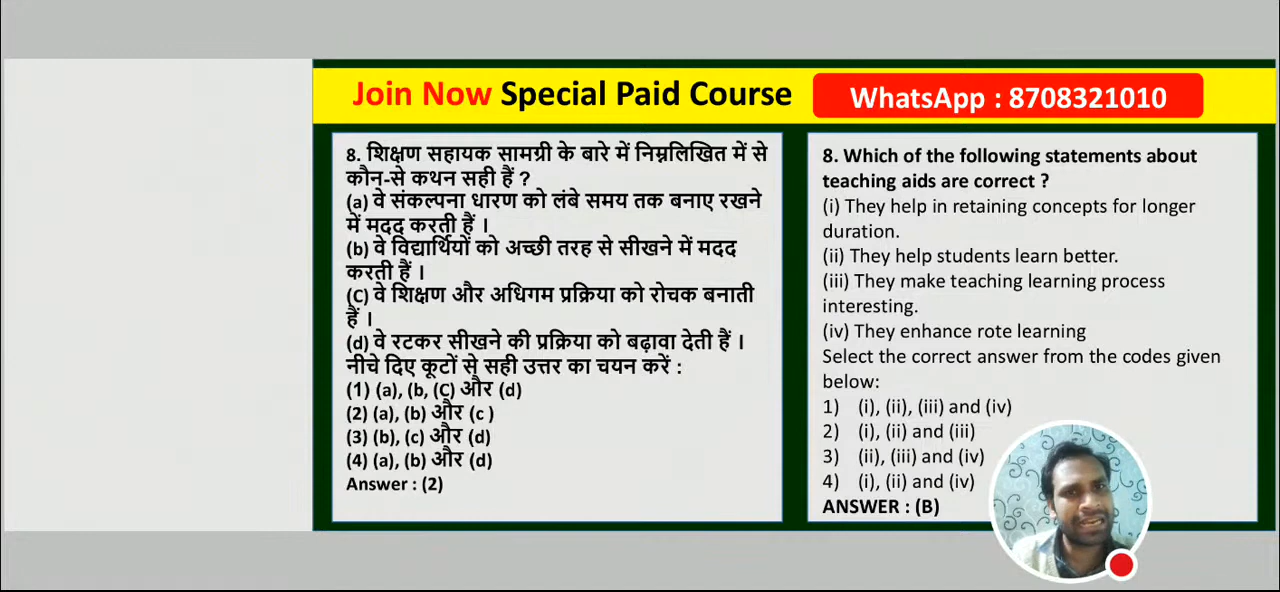 Join Now Special Paid Course
WhatsApp : 8708321010
8. शिक्षण सहायक सामग्री के बारे में निम्नलिखित में से
कौन-से कथन सही हैं ?
(a) वे संकल्पना धारण को लंबे समय तक बनाए रखने
में मदद करती हैं ।
(b) वे विद्यार्थियों को अच्छी तरह से सीखने में मदद
करती हैं ।
(C) वे शिक्षण और अधिगम प्रक्रिया को रोचक बनाती
हैं ।
(d) वे रटकर सीखने की प्रक्रिया को बढ़ावा देती हैं ।
नीचे दिए कूटों से सही उत्तर का चयन करें :
(1) (a), (b, (C) और (d)
(2) (a), (b) और (c )
(3) (b), (c) और (d)
(4) (a), (b) और (d)
Answer : (2)
8. Which of the following statements about
teaching aids are correct ?
(i) They help in retaining concepts for longer
duration.
(ii) They help students learn better.
(iii) They make teaching learning process
interesting.
(iv) They enhance rote learning
Select the correct answer from the codes given
below:
1) (i), (ii), (iii) and (iv)
2) (i), (ii) and (iii)
3) (ii), (iii) and (iv)
4) (i), (ii) and (iv)
ANSWER : (B)